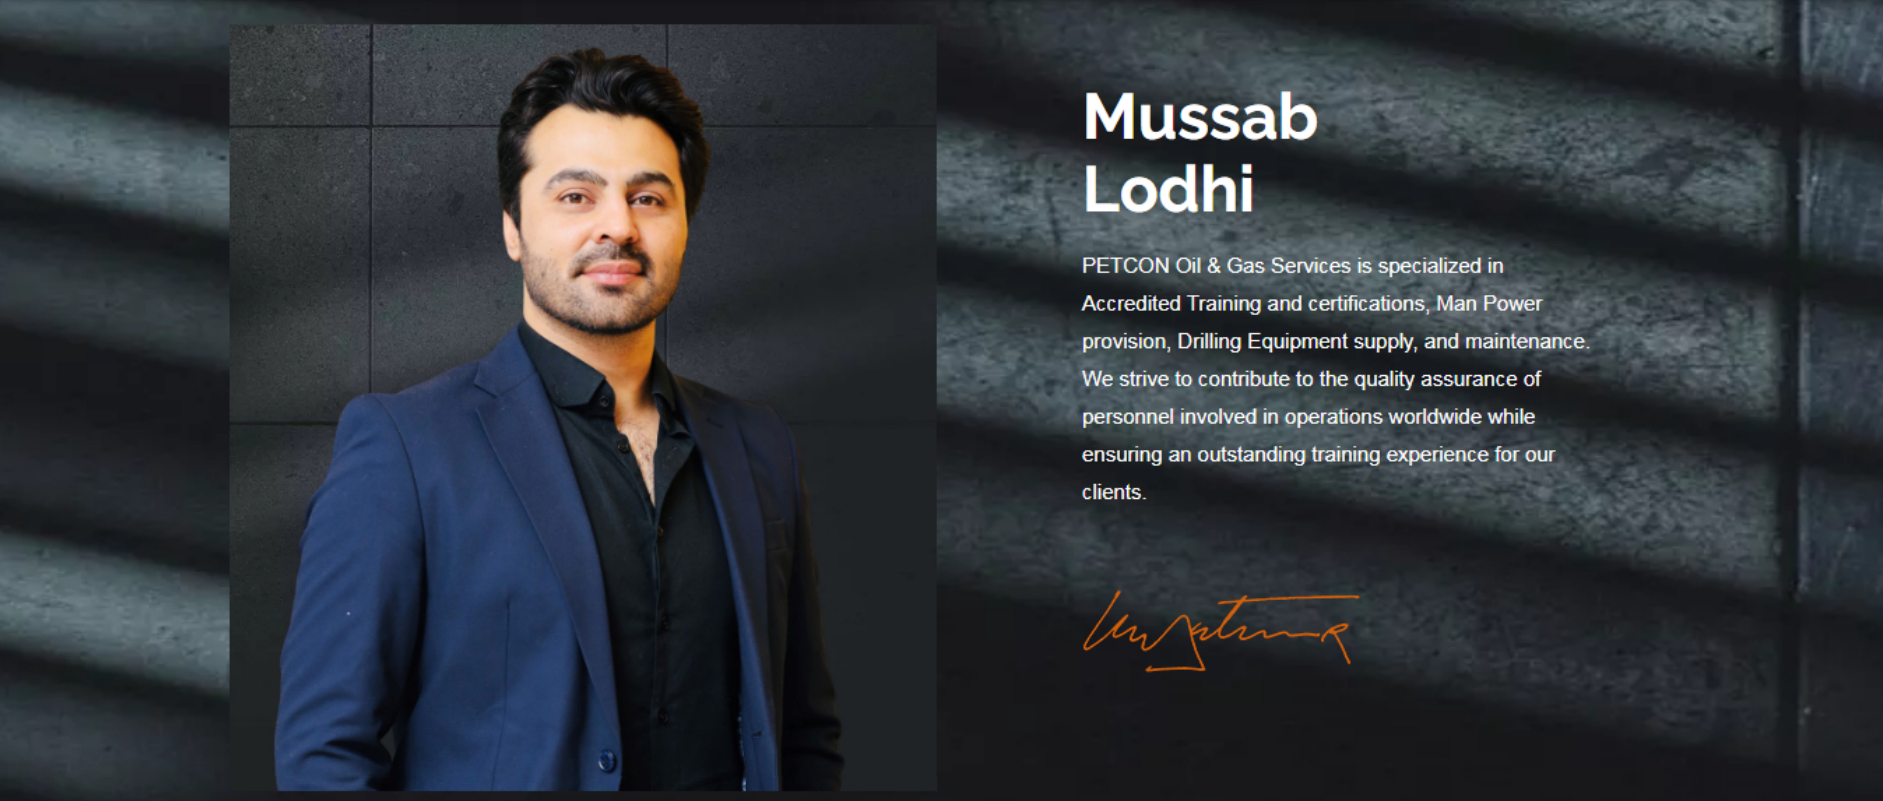 Mussab
Lodhi
PETCON Oil & Gas Services is specialized in
Accredited Training and certifications, Man Power
provision, Drilling Equipment supply, and maintenance.
We strive to contribute to the quality assurance of
personnel involved in operations worldwide while
ensuring an outstanding training experience for our
clients.